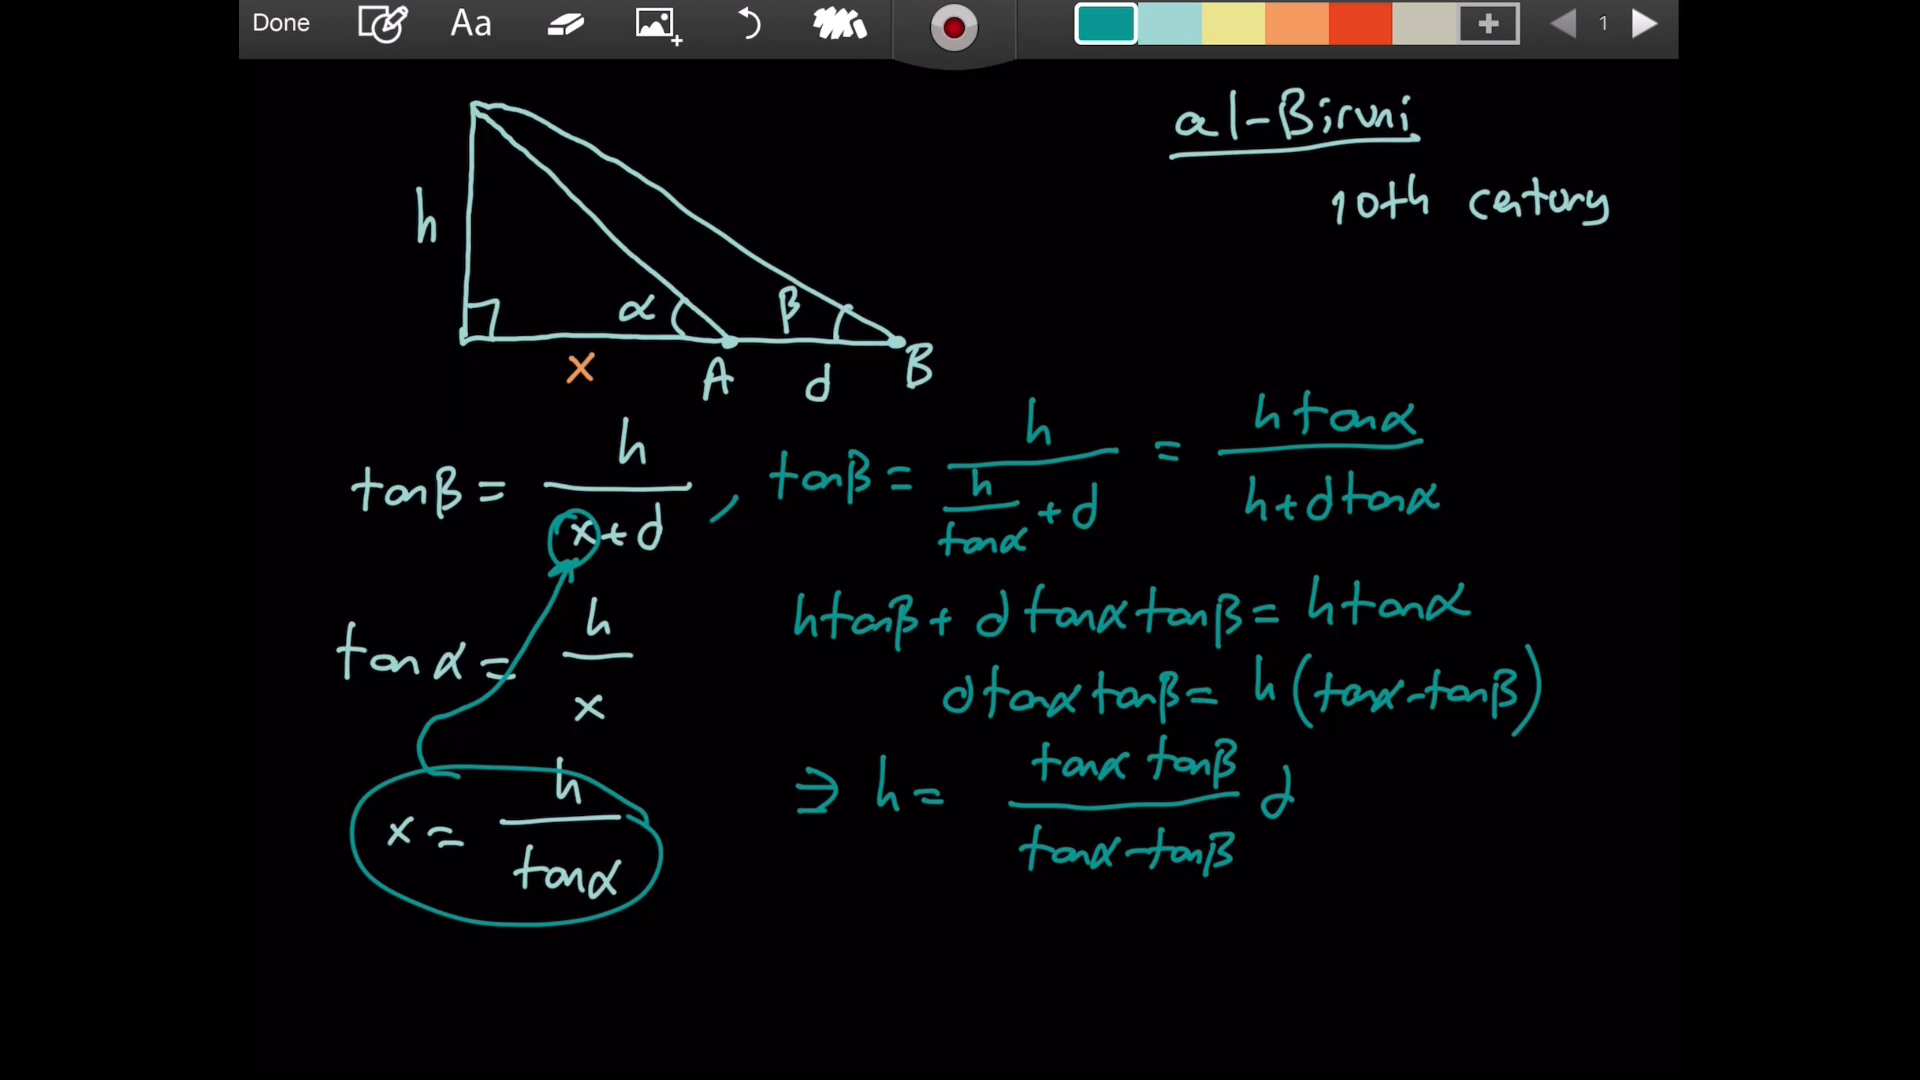 Done
Aa
1
al-Biruni
10th century
h
α
β
x
A
d
B
tanβ = h/(x+d) , tanβ = h/(h/tanα + d) = h tanα/(h+d tanα)
h tanβ + d tanα tanβ = h tanα
tanα = h/x
d tanα tanβ = h (tanα - tanβ)
⇒ h = (tanα tanβ)/(tanα - tanβ) d
x = h/tanα